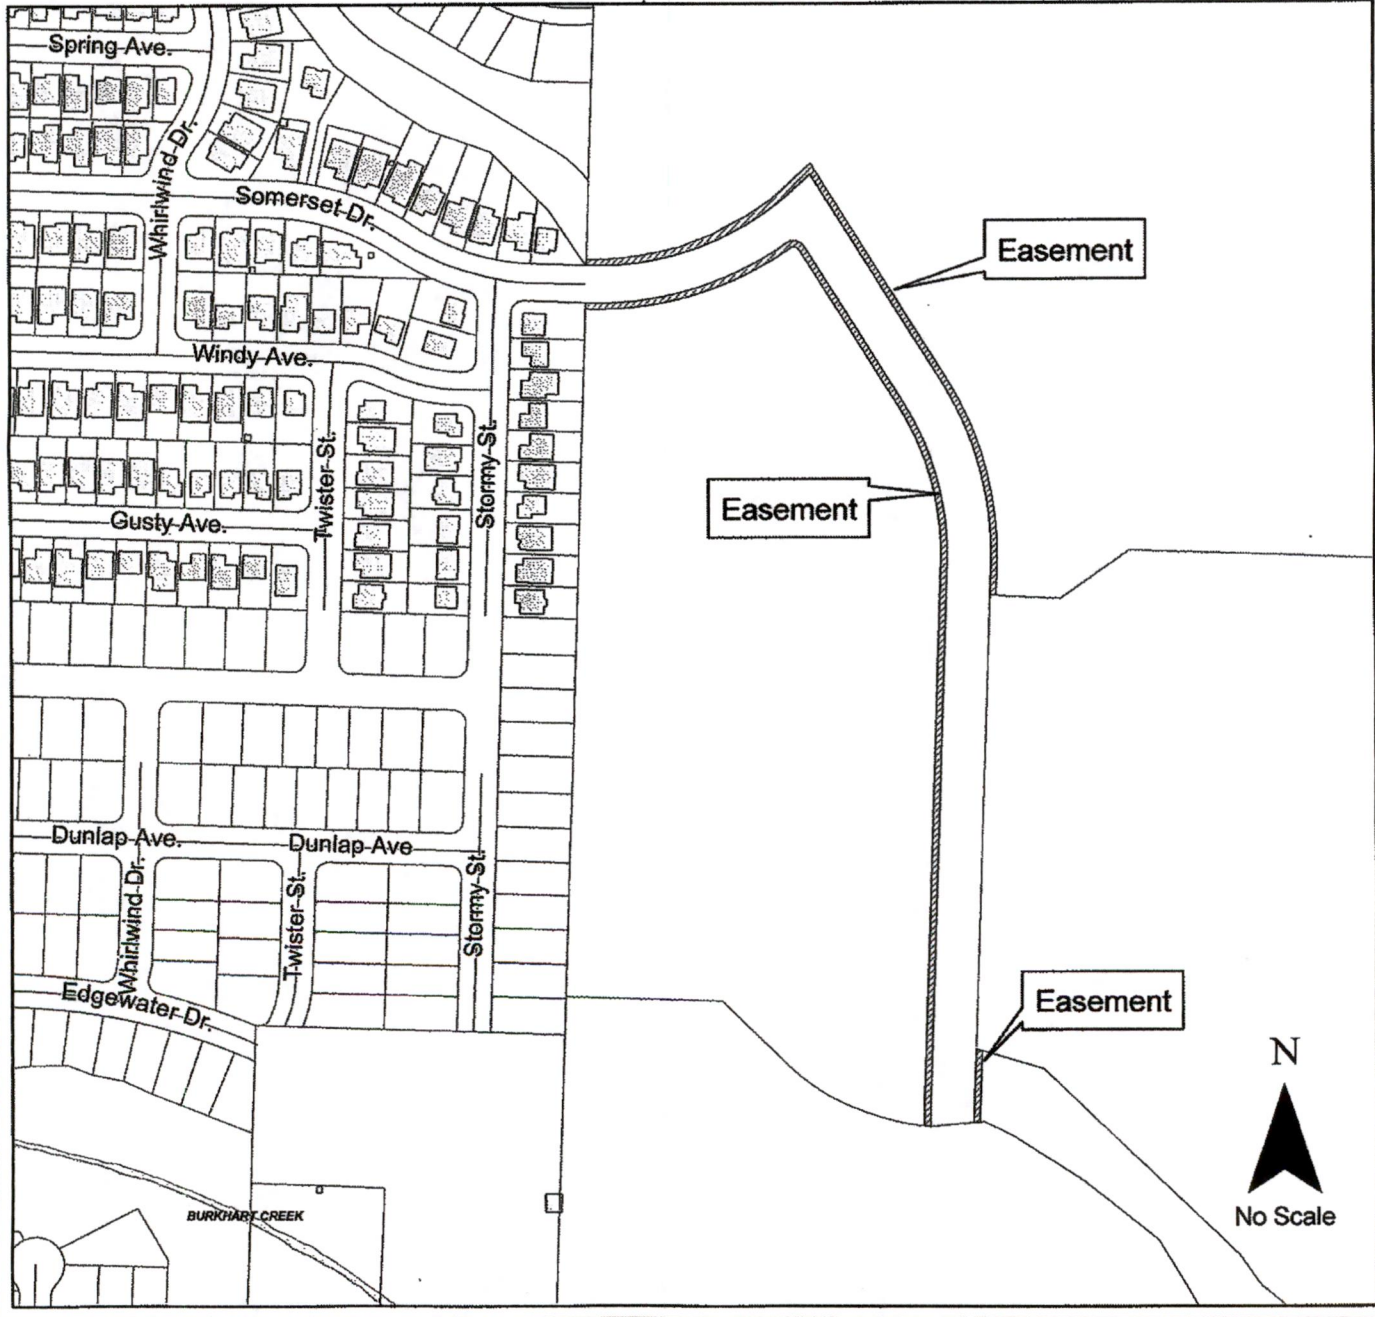 Spring Ave.
Whirlwind Dr.
Somerset Dr.
Easement
Windy Ave.
Twister St.
Stormy St.
Easement
Gusty Ave.
Dunlap Ave.
Dunlap Ave
Whirlwind Dr.
Twister St.
Stormy St.
Edgewater Dr.
Easement
N
No Scale
BURKHART CREEK